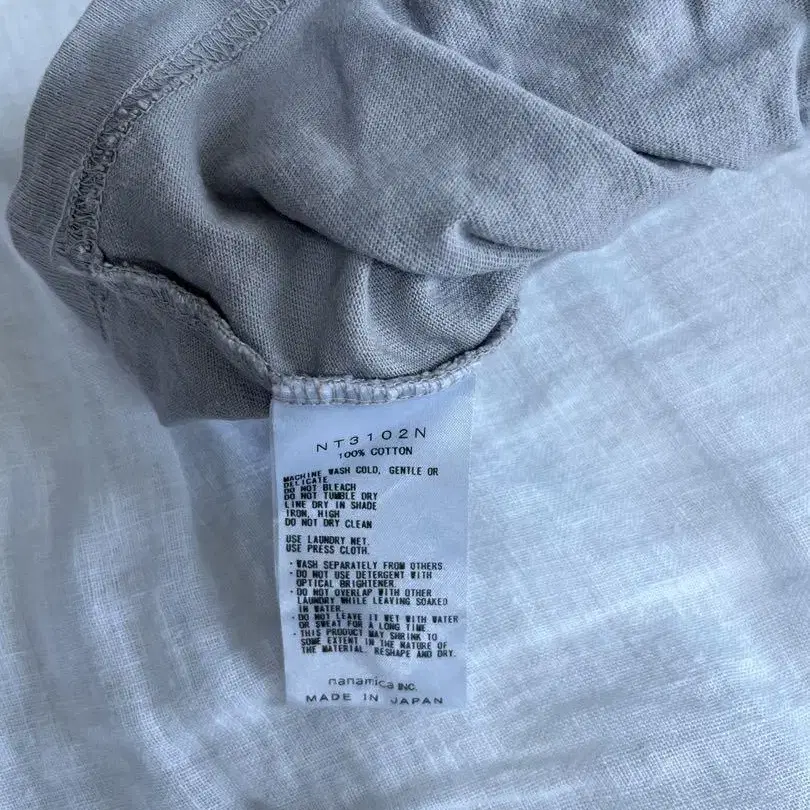 NT3102N
100% COTTON
MACHINE WASH COLD, GENTLE OR
DELICATE
DO NOT BLEACH
DO NOT TUMBLE DRY
LINE DRY IN SHADE
IRON, HIGH
DO NOT DRY CLEAN
USE LAUNDRY NET.
USE PRESS CLOTH.
・WASH SEPARATELY FROM OTHERS.
・DO NOT USE DETERGENT WITH
OPTICAL BRIGHTENER.
・DO NOT OVERLAP WITH OTHER
LAUNDRY WHILE LEAVING SOAKED
IN WATER.
・DO NOT LEAVE IT WET WITH WATER
OR SWEAT FOR A LONG TIME.
・THIS PRODUCT MAY SHRINK TO
SOME EXTENT IN THE NATURE OF
THE MATERIAL. RESHAPE AND DRY.
nanamica INC.
MADE IN JAPAN